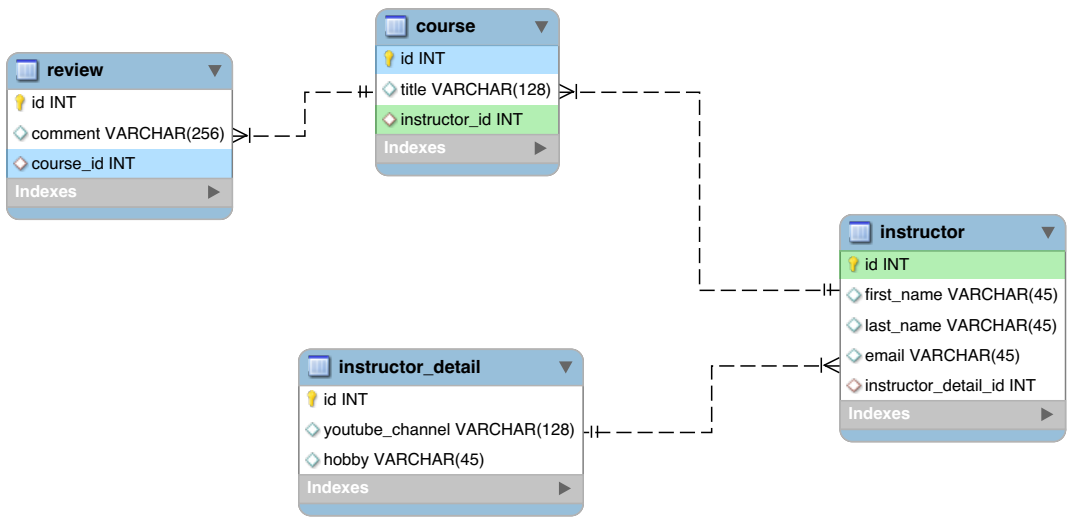 review
id INT
comment VARCHAR(256)
course_id INT
Indexes
course
id INT
title VARCHAR(128)
instructor_id INT
Indexes
instructor
id INT
first_name VARCHAR(45)
last_name VARCHAR(45)
email VARCHAR(45)
instructor_detail_id INT
Indexes
instructor_detail
id INT
youtube_channel VARCHAR(128)
hobby VARCHAR(45)
Indexes